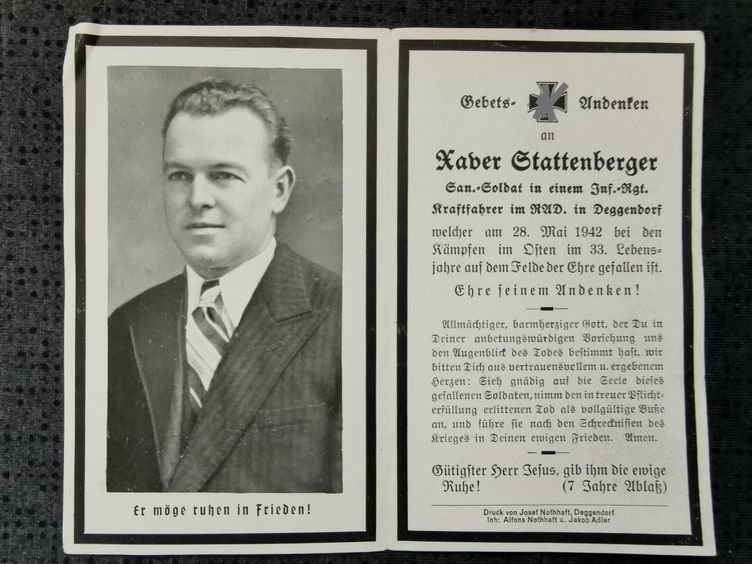 Er möge ruhen in Frieden!
Gebets- Andenken
an
Xaver Stattenberger
San.-Soldat in einem Inf.-Rgt.
Kraftfahrer im RAD. in Deggendorf
welcher am 28. Mai 1942 bei den
Kämpfen im Osten im 33. Lebens-
jahre auf dem Felde der Ehre gefallen ist.
Ehre seinem Andenken!
Allmächtiger, barmherziger Gott, der Du in
Deiner anbetungswürdigen Vorsehung uns
den Augenblick des Todes bestimmt hast, wir
bitten Dich aus vertrauensvollem u. ergebenem
Herzen: Sieh gnädig auf die Seele dieses
gefallenen Soldaten, nimm den in treuer Pflicht-
erfüllung erlittenen Tod als vollgültige Buße
an, und führe sie nach den Schrecknissen des
Krieges in Deinen ewigen Frieden. Amen.
Gütigster Herr Jesus, gib ihm die ewige
Ruhe! (7 Jahre Ablaß)
Druck von Josef Nothhaft, Deggendorf
Inh: Alfons Nothhaft u. Jakob Adler